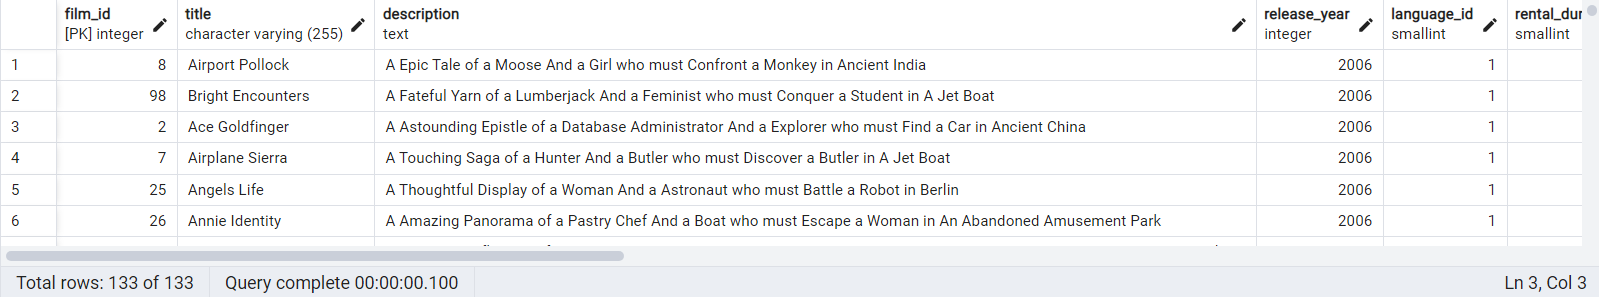 film_id title description release_year language_id rental_dur
[PK] integer character varying (255) text integer smallint smallint
1 8 Airport Pollock A Epic Tale of a Moose And a Girl who must Confront a Monkey in Ancient India 2006 1
2 98 Bright Encounters A Fateful Yarn of a Lumberjack And a Feminist who must Conquer a Student in A Jet Boat 2006 1
3 2 Ace Goldfinger A Astounding Epistle of a Database Administrator And a Explorer who must Find a Car in Ancient China 2006 1
4 7 Airplane Sierra A Touching Saga of a Hunter And a Butler who must Discover a Butler in A Jet Boat 2006 1
5 25 Angels Life A Thoughtful Display of a Woman And a Astronaut who must Battle a Robot in Berlin 2006 1
6 26 Annie Identity A Amazing Panorama of a Pastry Chef And a Boat who must Escape a Woman in An Abandoned Amusement Park 2006 1
Total rows: 133 of 133 Query complete 00:00:00.100 Ln 3, Col 3